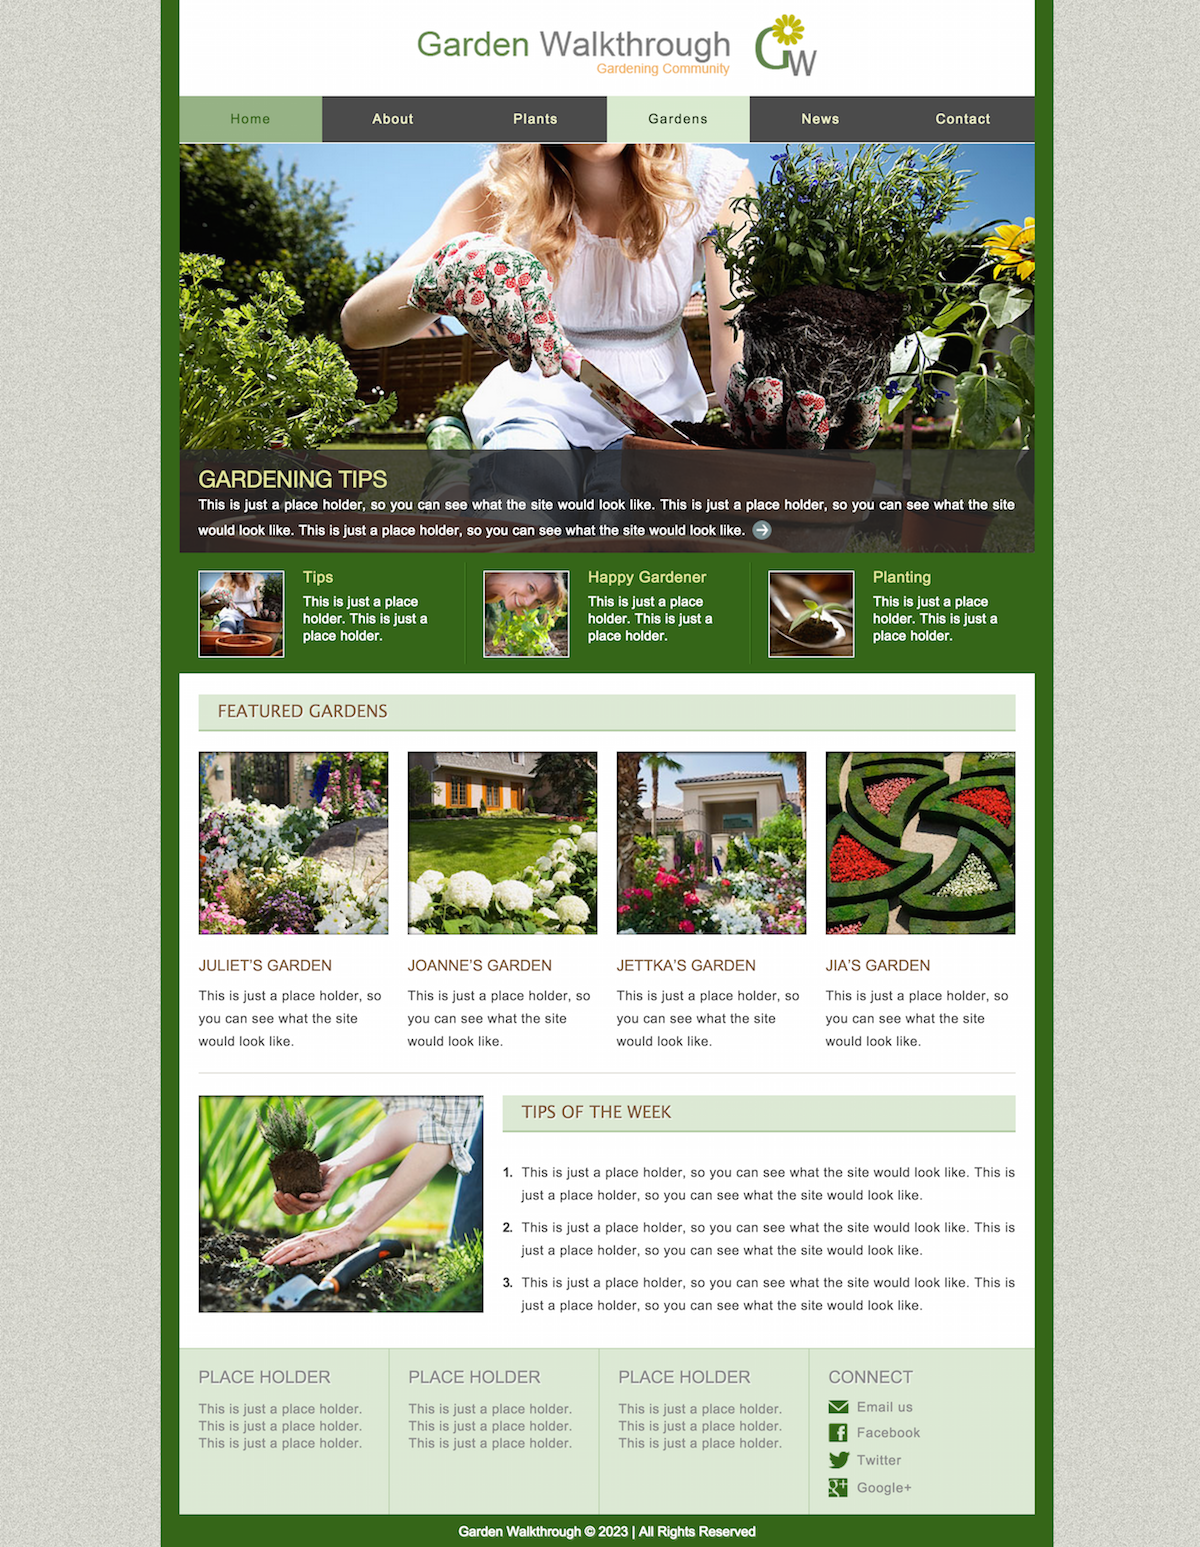 Garden Walkthrough
Gardening Community
GW
Home About Plants Gardens News Contact
GARDENING TIPS
This is just a place holder, so you can see what the site would look like. This is just a place holder, so you can see what the site
would look like. This is just a place holder, so you can see what the site would look like.
Tips
This is just a place
holder. This is just a
place holder.
Happy Gardener
This is just a place
holder. This is just a
place holder.
Planting
This is just a place
holder. This is just a
place holder.
FEATURED GARDENS
JULIET’S GARDEN
This is just a place holder, so
you can see what the site
would look like.
JOANNE’S GARDEN
This is just a place holder, so
you can see what the site
would look like.
JETTKA’S GARDEN
This is just a place holder, so
you can see what the site
would look like.
JIA’S GARDEN
This is just a place holder, so
you can see what the site
would look like.
TIPS OF THE WEEK
1. This is just a place holder, so you can see what the site would look like. This is
just a place holder, so you can see what the site would look like.
2. This is just a place holder, so you can see what the site would look like. This is
just a place holder, so you can see what the site would look like.
3. This is just a place holder, so you can see what the site would look like. This is
just a place holder, so you can see what the site would look like.
PLACE HOLDER
This is just a place holder.
This is just a place holder.
This is just a place holder.
PLACE HOLDER
This is just a place holder.
This is just a place holder.
This is just a place holder.
PLACE HOLDER
This is just a place holder.
This is just a place holder.
This is just a place holder.
CONNECT
Email us
Facebook
Twitter
Google+
Garden Walkthrough © 2023 | All Rights Reserved